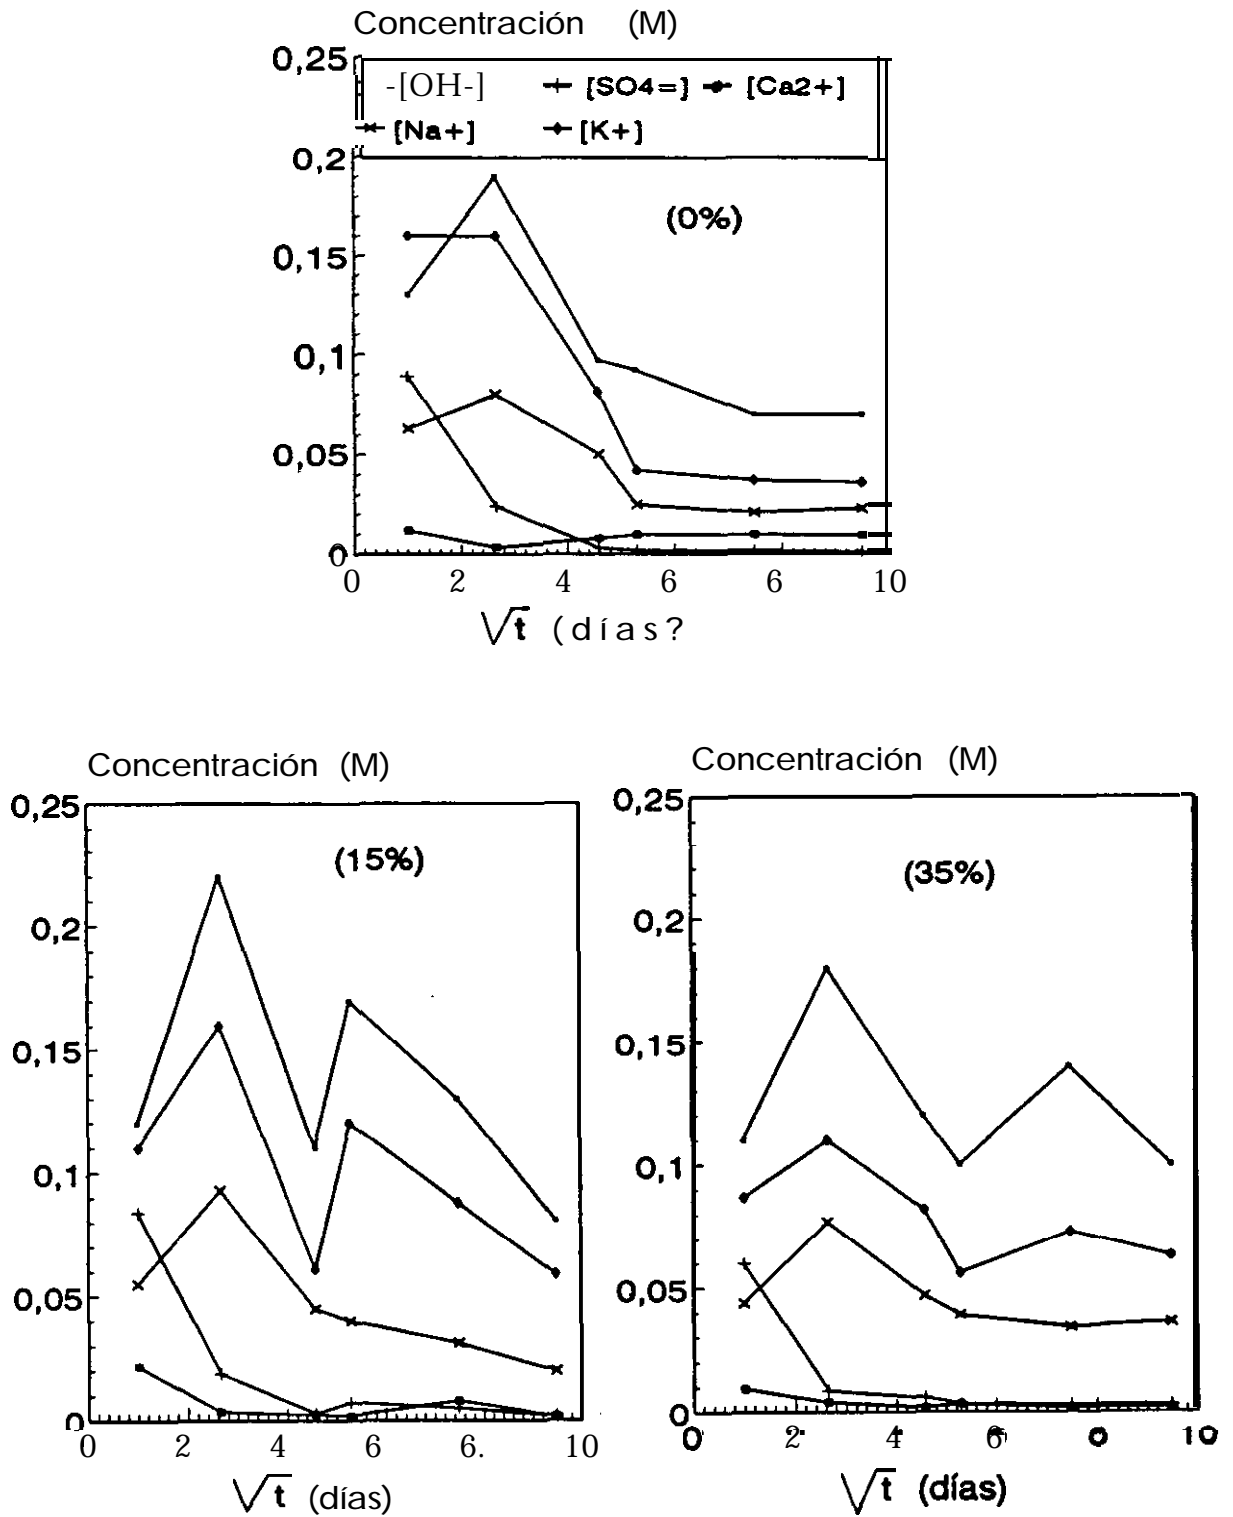 Concentración (M)
0,25
-[OH-] [SO4=] [Ca2+]
[Na+] [K+]
0,2
(0%)
0,15
0,1
0,05
0
0 2 4 6 6 10
√t (días?
Concentración (M)
0,25
(15%)
0,2
0,15
0,1
0,05
0
0 2 4 6 6. 10
√t (días)
Concentración (M)
0,25
(35%)
0,2
0,15
0,1
0,05
0
0 2 4 6 0 10
√t (días)